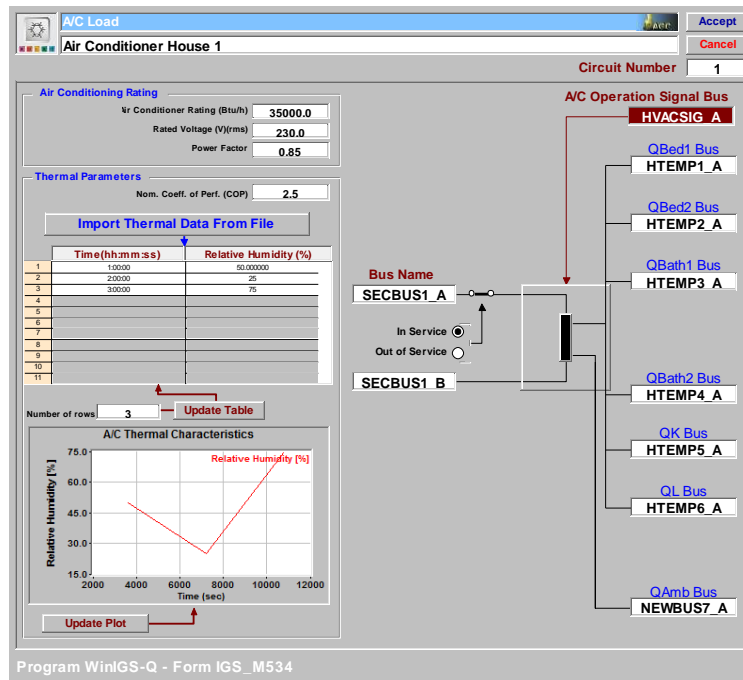 A/C Load
Accept
Air Conditioner House 1
Cancel
Circuit Number 1
Air Conditioning Rating
Air Conditioner Rating (Btu/h) 35000.0
Rated Voltage (V)(rms) 230.0
Power Factor 0.85
Thermal Parameters
Nom. Coeff. of Perf. (COP) 2.5
Import Thermal Data From File
Time(hh:mm:ss) Relative Humidity (%)
1 1:00:00 50.000000
2 2:00:00 25
3 3:00:00 75
4
5
6
7
8
9
10
11
Number of rows 3 Update Table
A/C Thermal Characteristics
Relative Humidity [%]
Relative Humidity [%]
75.0
60.0
45.0
30.0
15.0
2000 4000 6000 8000 10000 12000
Time (sec)
Update Plot
Bus Name
SECBUS1_A
In Service
Out of Service
SECBUS1_B
A/C Operation Signal Bus
HVACSIG_A
QBed1 Bus
HTEMP1_A
QBed2 Bus
HTEMP2_A
QBath1 Bus
HTEMP3_A
QBath2 Bus
HTEMP4_A
QK Bus
HTEMP5_A
QL Bus
HTEMP6_A
QAmb Bus
NEWBUS7_A
Program WinIGS-Q - Form IGS_M534